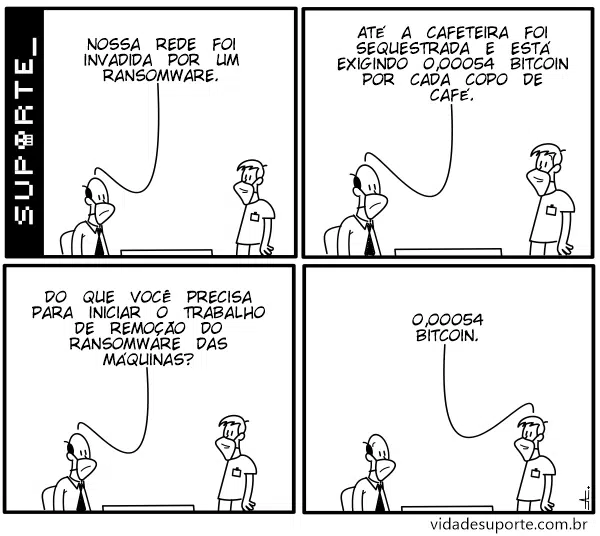 SUPORTE_
NOSSA REDE FOI
INVADIDA POR UM
RANSOMWARE.
ATÉ A CAFETEIRA FOI
SEQUESTRADA E ESTÁ
EXIGINDO 0,00054 BITCOIN
POR CADA COPO DE
CAFÉ.
DO QUE VOCÊ PRECISA
PARA INICIAR O TRABALHO
DE REMOÇÃO DO
RANSOMWARE DAS
MÁQUINAS?
0,00054
BITCOIN.
vidadesuporte.com.br